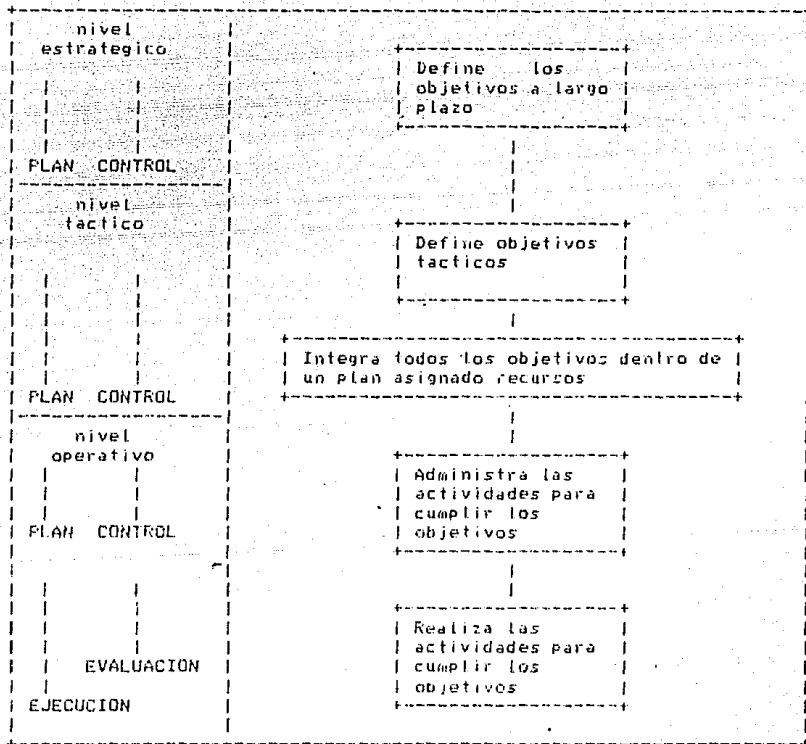 nivel
estrategico
PLAN CONTROL
Define los
objetivos a largo
plazo
nivel
tactico
PLAN CONTROL
Define objetivos
tacticos
Integra todos los objetivos dentro de
un plan asignado recursos
nivel
operativo
PLAN CONTROL
EVALUACION
EJECUCION
Administra las
actividades para
cumplir los
objetivos
Realiza las
actividades para
cumplir los
objetivos